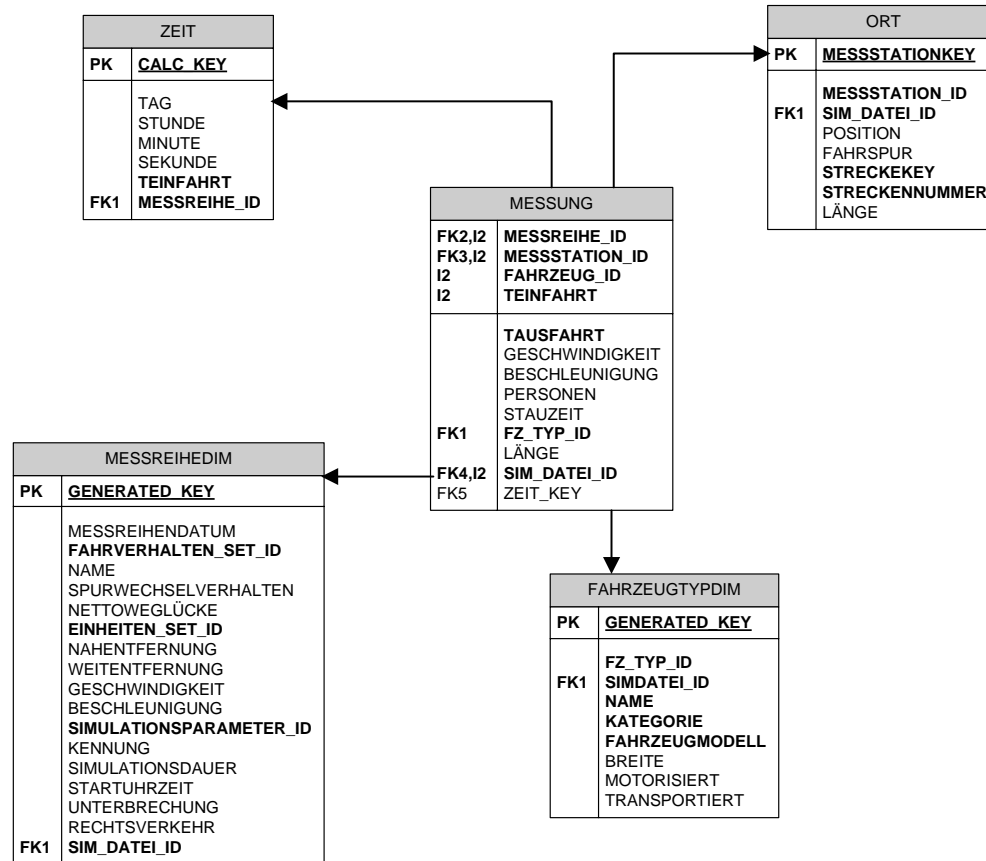 ZEIT
PK CALC_KEY
TAG
STUNDE
MINUTE
SEKUNDE
TEINFAHRT
FK1 MESSREIHE_ID
ORT
PK MESSSTATIONKEY
MESSSTATION_ID
FK1 SIM_DATEI_ID
POSITION
FAHRSPUR
STRECKEKEY
STRECKENNUMMER
LÄNGE
MESSUNG
FK2,I2 MESSREIHE_ID
FK3,I2 MESSSTATION_ID
I2 FAHRZEUG_ID
I2 TEINFAHRT
TAUSFAHRT
GESCHWINDIGKEIT
BESCHLEUNIGUNG
PERSONEN
STAUZEIT
FK1 FZ_TYP_ID
LÄNGE
FK4,I2 SIM_DATEI_ID
FK5 ZEIT_KEY
MESSREIHEDIM
PK GENERATED_KEY
MESSREIHENDATUM
FAHRVERHALTEN_SET_ID
NAME
SPURWECHSELVERHALTEN
NETTOWEGLÜCKE
EINHEITEN_SET_ID
NAHENTFERNUNG
WEITENTFERNUNG
GESCHWINDIGKEIT
BESCHLEUNIGUNG
SIMULATIONSPARAMETER_ID
KENNUNG
SIMULATIONSDAUER
STARTUHRZEIT
UNTERBRECHUNG
RECHTSVERKEHR
FK1 SIM_DATEI_ID
FAHRZEUGTYPDIM
PK GENERATED_KEY
FZ_TYP_ID
FK1 SIMDATEI_ID
NAME
KATEGORIE
FAHRZEUGMODELL
BREITE
MOTORISIERT
TRANSPORTIERT